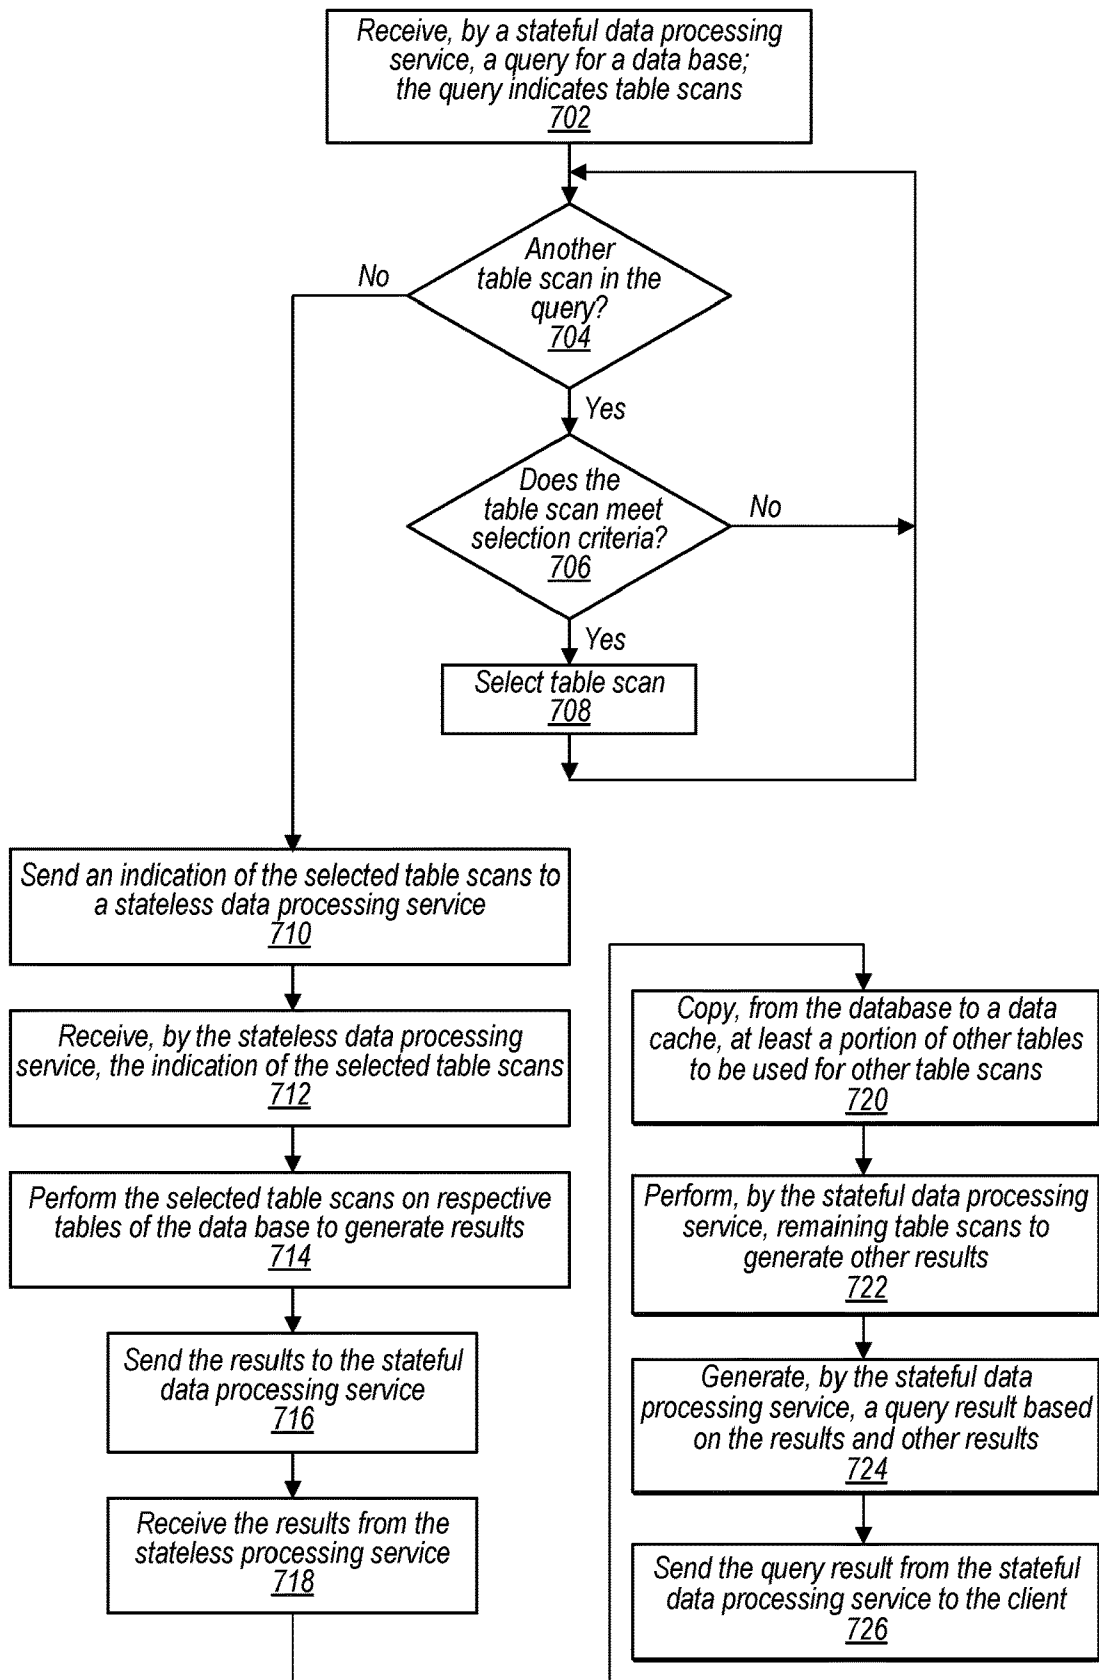 Receive, by a stateful data processing
service, a query for a data base;
the query indicates table scans
702
Another
table scan in the
query?
704
No
Yes
Does the
table scan meet
selection criteria?
706
No
Yes
Select table scan
708
Send an indication of the selected table scans to
a stateless data processing service
710
Receive, by the stateless data processing
service, the indication of the selected table scans
712
Perform the selected table scans on respective
tables of the data base to generate results
714
Send the results to the stateful
data processing service
716
Receive the results from the
stateless processing service
718
Copy, from the database to a data
cache, at least a portion of other tables
to be used for other table scans
720
Perform, by the stateful data processing
service, remaining table scans to
generate other results
722
Generate, by the stateful data
processing service, a query result based
on the results and other results
724
Send the query result from the stateful
data processing service to the client
726